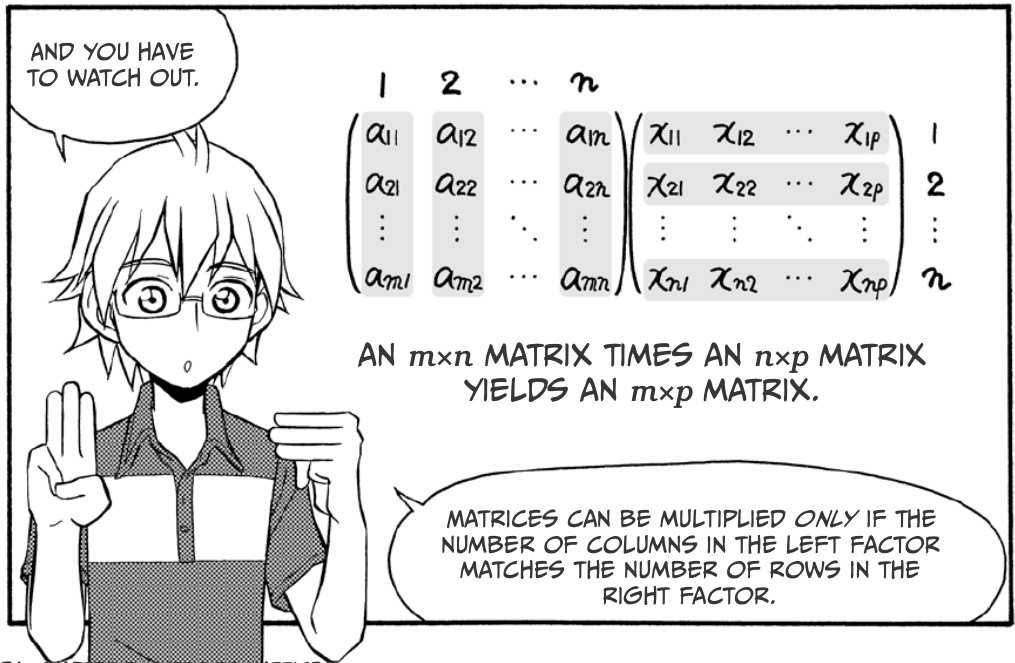 AND YOU HAVE
TO WATCH OUT.
1 2 ⋯ n
a11 a12 ⋯ a1n x11 x12 ⋯ x1p 1
a21 a22 ⋯ a2n x21 x22 ⋯ x2p 2
⋮ ⋮ ⋱ ⋮ ⋮ ⋮ ⋱ ⋮ ⋮
am1 am2 ⋯ amn xn1 xn2 ⋯ xnp n
AN m×n MATRIX TIMES AN n×p MATRIX
YIELDS AN m×p MATRIX.
MATRICES CAN BE MULTIPLIED ONLY IF THE
NUMBER OF COLUMNS IN THE LEFT FACTOR
MATCHES THE NUMBER OF ROWS IN THE
RIGHT FACTOR.